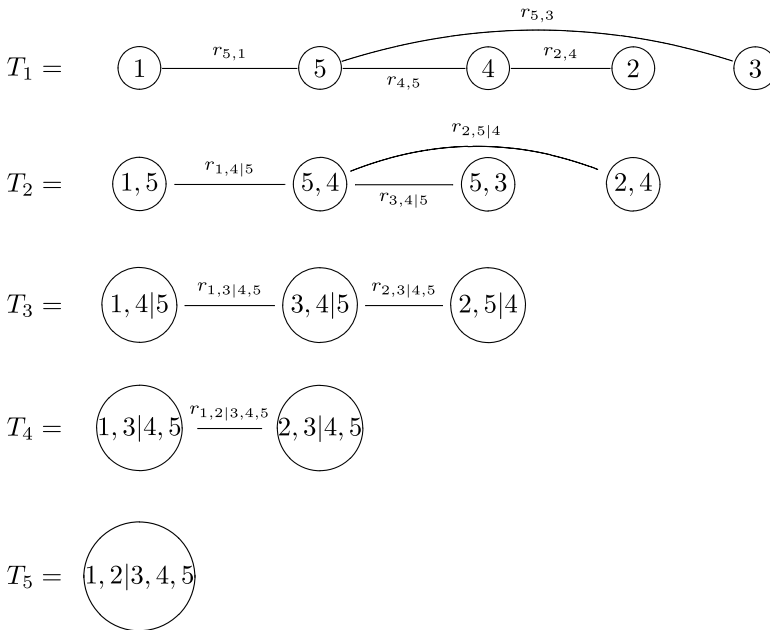 r_{5,3}
T_1 = 1 r_{5,1} 5 r_{4,5} 4 r_{2,4} 2 3
r_{2,5|4}
T_2 = 1,5 r_{1,4|5} 5,4 r_{3,4|5} 5,3 2,4
T_3 = 1,4|5 r_{1,3|4,5} 3,4|5 r_{2,3|4,5} 2,5|4
T_4 = 1,3|4,5 r_{1,2|3,4,5} 2,3|4,5
T_5 = 1,2|3,4,5